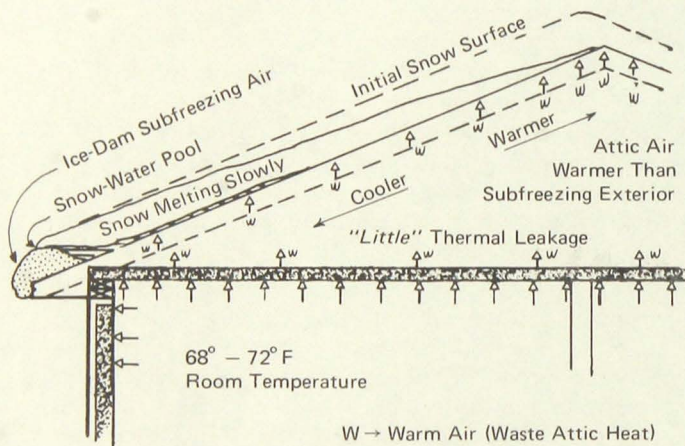 Initial Snow Surface
Ice-Dam Subfreezing Air
Snow-Water Pool
Snow Melting Slowly
Warmer
Cooler
Attic Air
Warmer Than
Subfreezing Exterior
"Little" Thermal Leakage
w w w w w w w w w w
w w w w w
68° – 72°F
Room Temperature
W → Warm Air (Waste Attic Heat)